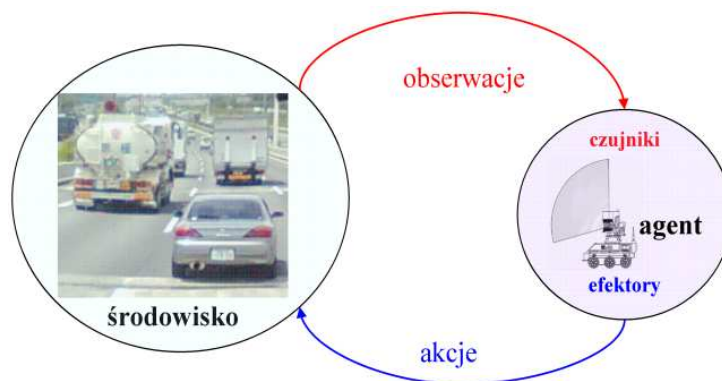 obserwacje
czujniki
agent
efektory
środowisko
akcje